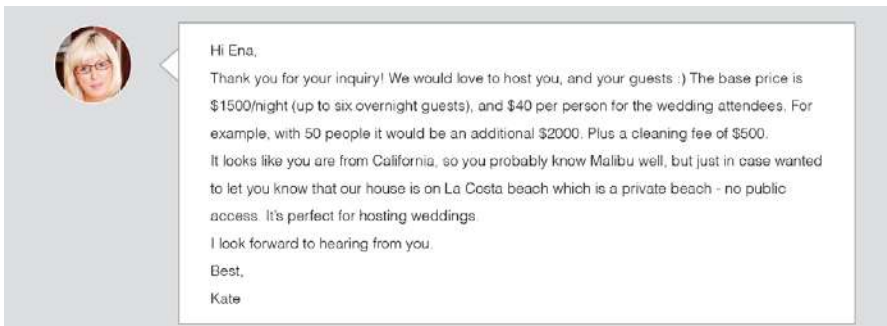 Hi Ena,
Thank you for your inquiry! We would love to host you, and your guests :) The base price is
$1500/night (up to six overnight guests), and $40 per person for the wedding attendees. For
example, with 50 people it would be an additional $2000. Plus a cleaning fee of $500.
It looks like you are from California, so you probably know Malibu well, but just in case wanted
to let you know that our house is on La Costa beach which is a private beach - no public
access. It's perfect for hosting weddings.
I look forward to hearing from you.
Best,
Kate